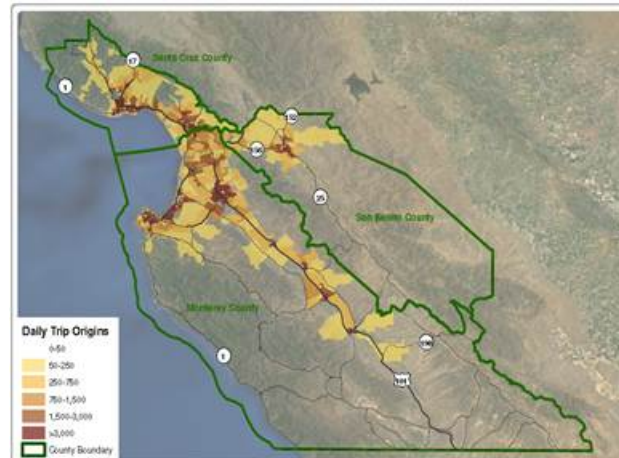 Santa Cruz County
17
1
152
156
25
San Benito County
Monterey County
1
198
101
Daily Trip Origins
0-50
50-250
250-750
750-1,500
1,500-3,000
≥3,000
County Boundary